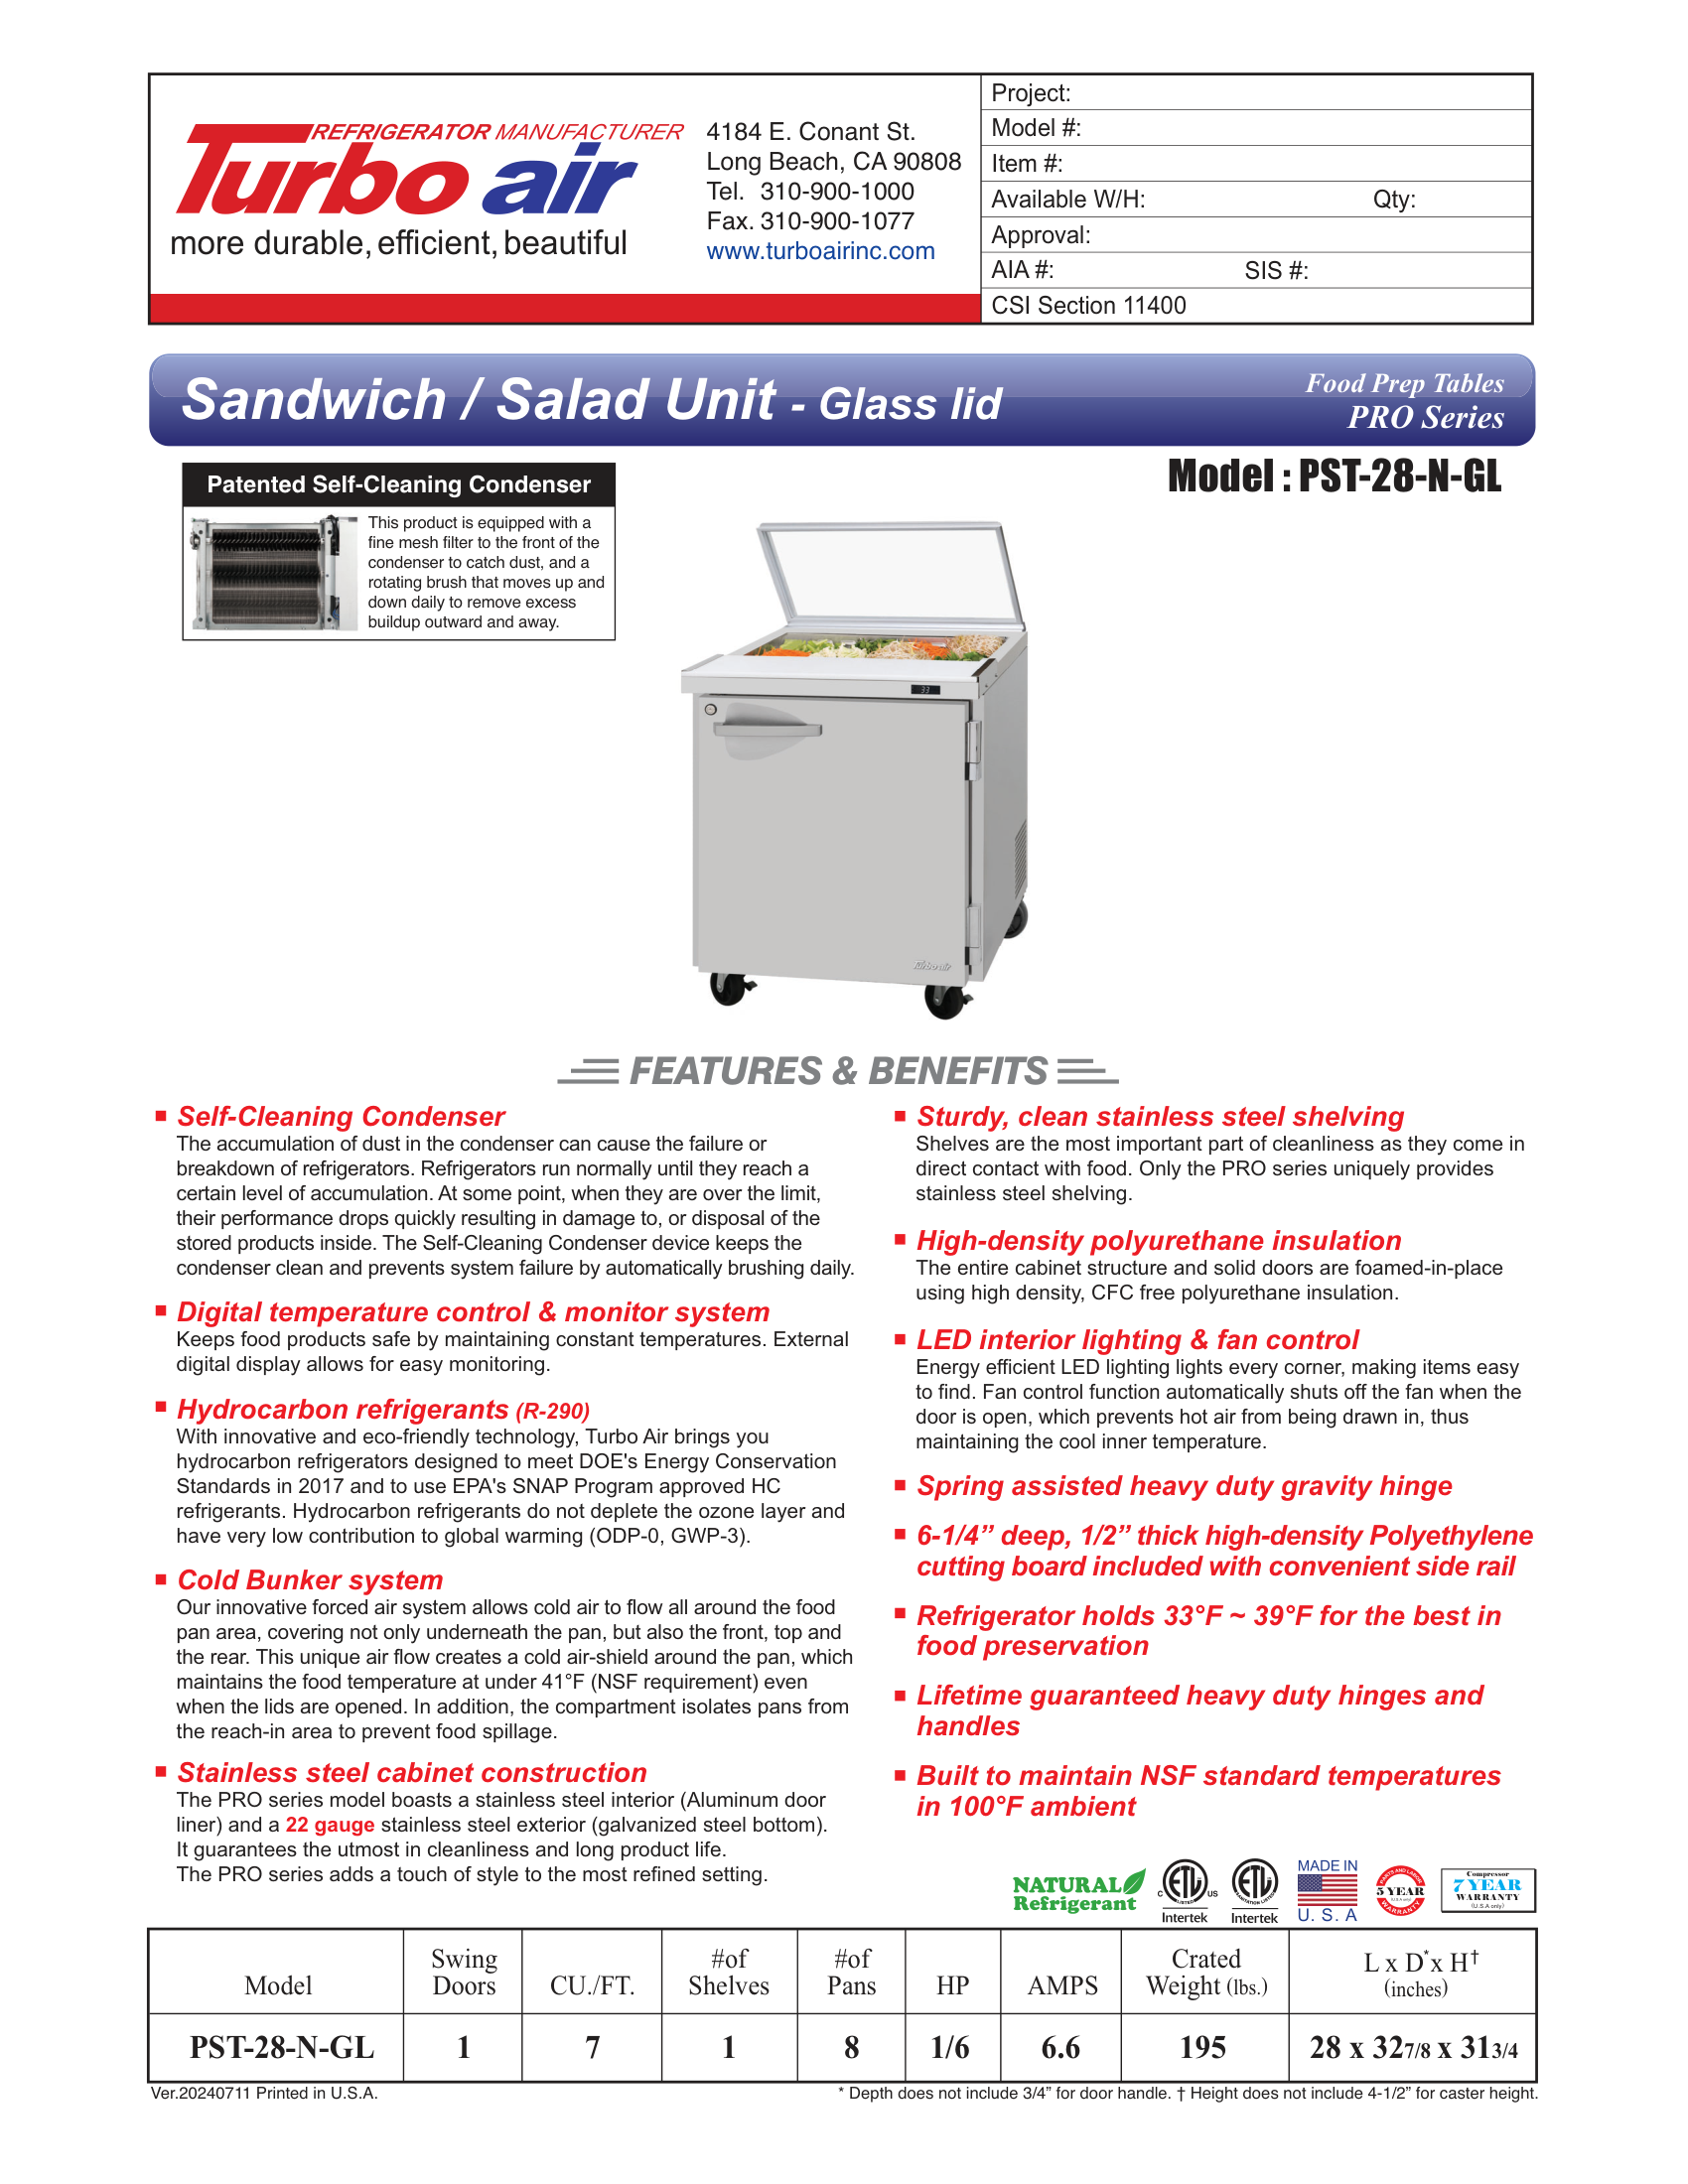 REFRIGERATOR MANUFACTURER
Turbo air
more durable, efficient, beautiful
4184 E. Conant St.
Long Beach, CA 90808
Tel. 310-900-1000
Fax. 310-900-1077
www.turboairinc.com
Project:
Model #:
Item #:
Available W/H: Qty:
Approval:
AIA #: SIS #:
CSI Section 11400
Sandwich / Salad Unit - Glass lid
Food Prep Tables
PRO Series
Model : PST-28-N-GL
Patented Self-Cleaning Condenser
This product is equipped with a
fine mesh filter to the front of the
condenser to catch dust, and a
rotating brush that moves up and
down daily to remove excess
buildup outward and away.
33
Turbo air
FEATURES & BENEFITS
Self-Cleaning Condenser
The accumulation of dust in the condenser can cause the failure or
breakdown of refrigerators. Refrigerators run normally until they reach a
certain level of accumulation. At some point, when they are over the limit,
their performance drops quickly resulting in damage to, or disposal of the
stored products inside. The Self-Cleaning Condenser device keeps the
condenser clean and prevents system failure by automatically brushing daily.
Digital temperature control & monitor system
Keeps food products safe by maintaining constant temperatures. External
digital display allows for easy monitoring.
Hydrocarbon refrigerants (R-290)
With innovative and eco-friendly technology, Turbo Air brings you
hydrocarbon refrigerators designed to meet DOE's Energy Conservation
Standards in 2017 and to use EPA's SNAP Program approved HC
refrigerants. Hydrocarbon refrigerants do not deplete the ozone layer and
have very low contribution to global warming (ODP-0, GWP-3).
Cold Bunker system
Our innovative forced air system allows cold air to flow all around the food
pan area, covering not only underneath the pan, but also the front, top and
the rear. This unique air flow creates a cold air-shield around the pan, which
maintains the food temperature at under 41°F (NSF requirement) even
when the lids are opened. In addition, the compartment isolates pans from
the reach-in area to prevent food spillage.
Stainless steel cabinet construction
The PRO series model boasts a stainless steel interior (Aluminum door
liner) and a 22 gauge stainless steel exterior (galvanized steel bottom).
It guarantees the utmost in cleanliness and long product life.
The PRO series adds a touch of style to the most refined setting.
Sturdy, clean stainless steel shelving
Shelves are the most important part of cleanliness as they come in
direct contact with food. Only the PRO series uniquely provides
stainless steel shelving.
High-density polyurethane insulation
The entire cabinet structure and solid doors are foamed-in-place
using high density, CFC free polyurethane insulation.
LED interior lighting & fan control
Energy efficient LED lighting lights every corner, making items easy
to find. Fan control function automatically shuts off the fan when the
door is open, which prevents hot air from being drawn in, thus
maintaining the cool inner temperature.
Spring assisted heavy duty gravity hinge
6-1/4” deep, 1/2” thick high-density Polyethylene
cutting board included with convenient side rail
Refrigerator holds 33°F ~ 39°F for the best in
food preservation
Lifetime guaranteed heavy duty hinges and
handles
Built to maintain NSF standard temperatures
in 100°F ambient
NATURAL
Refrigerant
C ETL US
LISTED
Intertek
ETL
SANITATION LISTED
Intertek
MADE IN
U. S. A
PARTS AND LABOR
5 YEAR
(U.S.A only)
WARRANTY
Compressor
7 YEAR
WARRANTY
(U.S.A only)
Model Swing Doors CU./FT. #of Shelves #of Pans HP AMPS Crated Weight (lbs.) L x D* x H† (inches)
PST-28-N-GL 1 7 1 8 1/6 6.6 195 28 x 32 7/8 x 31 3/4
Ver.20240711 Printed in U.S.A.
* Depth does not include 3/4” for door handle. † Height does not include 4-1/2” for caster height.